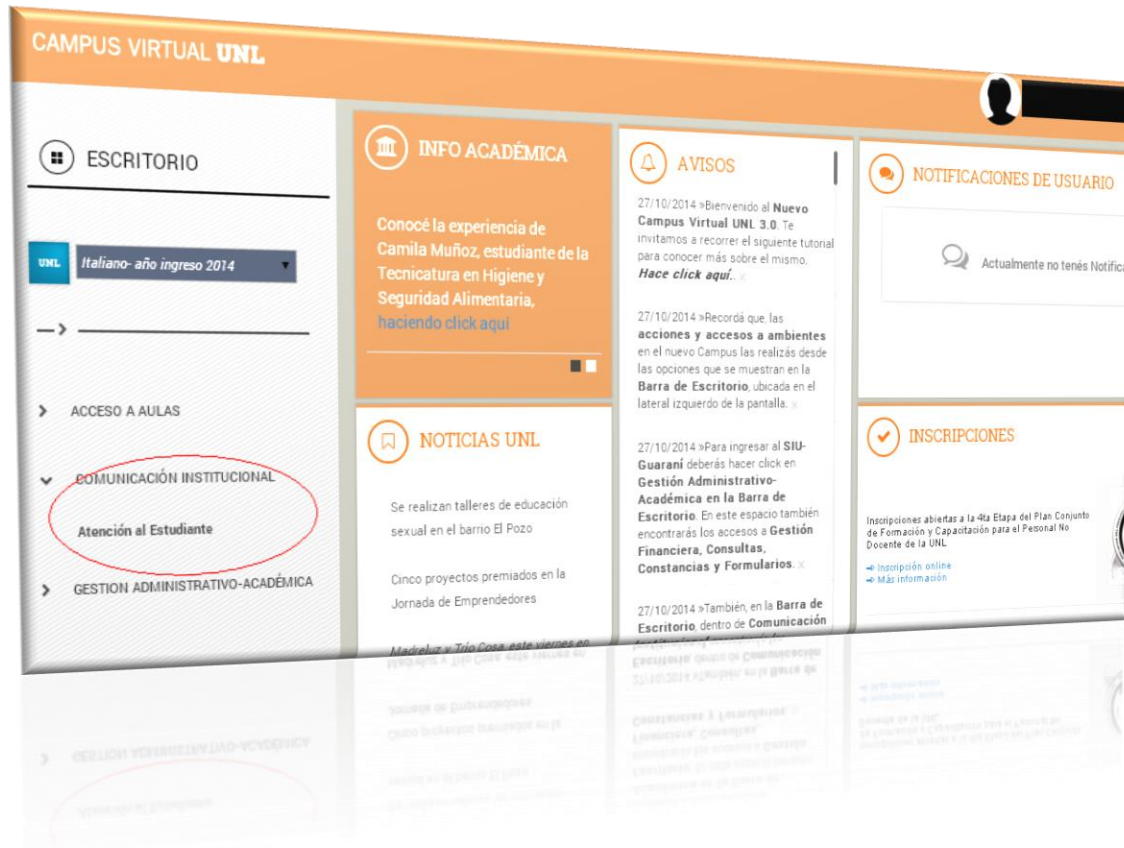 CAMPUS VIRTUAL UNL
ESCRITORIO
UNL
Italiano- año ingreso 2014
ACCESO A AULAS
COMUNICACIÓN INSTITUCIONAL
Atención al Estudiante
GESTION ADMINISTRATIVO-ACADÉMICA
INFO ACADÉMICA
Conocé la experiencia de
Camila Muñoz, estudiante de la
Tecnicatura en Higiene y
Seguridad Alimentaria,
haciendo click aquí
NOTICIAS UNL
Se realizan talleres de educación
sexual en el barrio El Pozo
Cinco proyectos premiados en la
Jornada de Emprendedores
Madreluz y Trío Cosa, este viernes en
AVISOS
27/10/2014 »Bienvenido al Nuevo
Campus Virtual UNL 3.0. Te
invitamos a recorrer el siguiente tutorial
para conocer más sobre el mismo.
Hace click aquí.. x
27/10/2014 »Recordá que, las
acciones y accesos a ambientes
en el nuevo Campus las realizás desde
las opciones que se muestran en la
Barra de Escritorio, ubicada en el
lateral izquierdo de la pantalla. x
27/10/2014 »Para ingresar al SIU-
Guaraní deberás hacer click en
Gestión Administrativo-
Académica en la Barra de
Escritorio. En este espacio también
encontrarás los accesos a Gestión
Financiera, Consultas,
Constancias y Formularios. x
27/10/2014 »También, en la Barra de
Escritorio, dentro de Comunicación
NOTIFICACIONES DE USUARIO
Actualmente no tenés Notifica
INSCRIPCIONES
Inscripciones abiertas a la 4ta Etapa del Plan Conjunto
de Formación y Capacitación para el Personal No
Docente de la UNL
Inscripción online
Más información